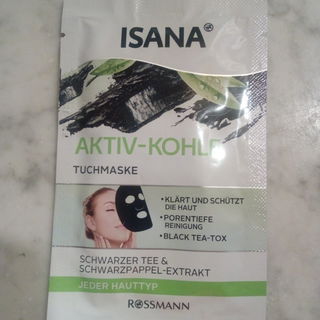 ISANA
AKTIV-KOHLE
TUCHMASKE
• KLÄRT UND SCHÜTZT
DIE HAUT
• PORENTIEFE
REINIGUNG
• BLACK TEA-TOX
SCHWARZER TEE &
SCHWARZPAPPEL-EXTRAKT
JEDER HAUTTYP
ROSSMANN